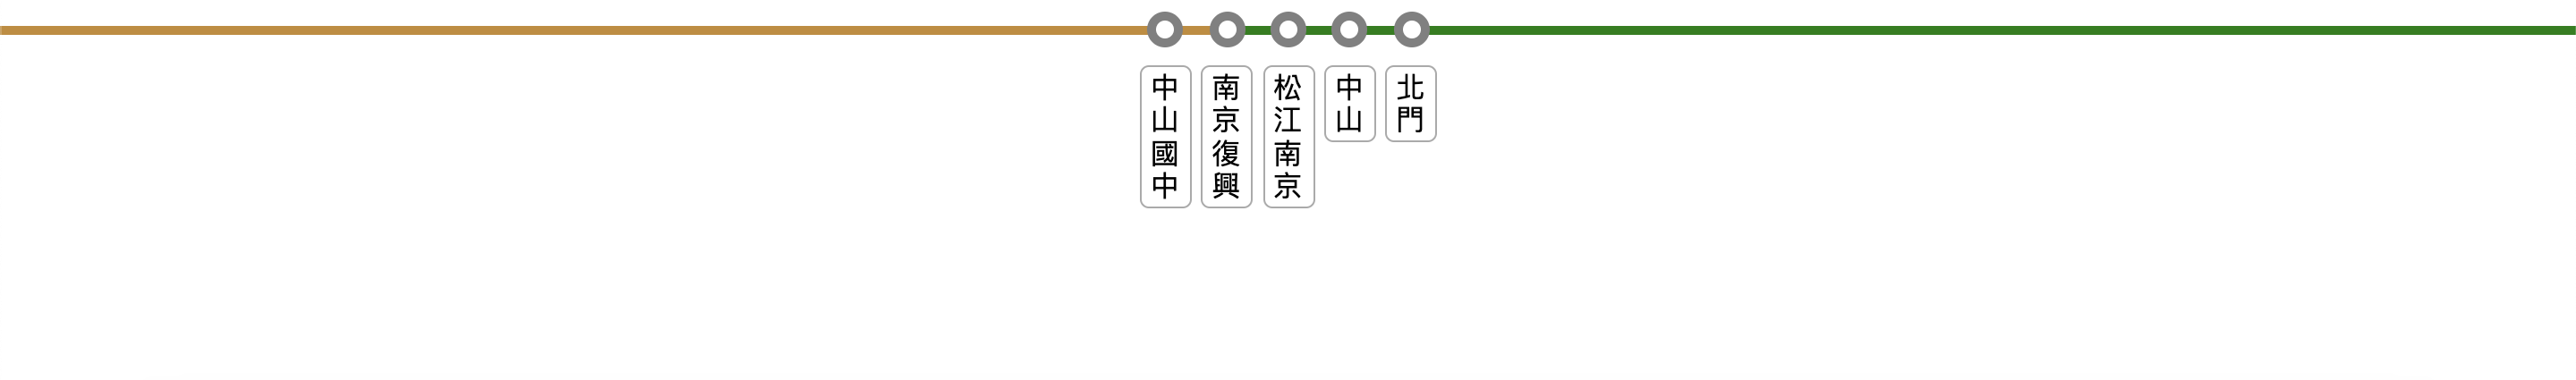 中山國中
南京復興
松江南京
中山
北門